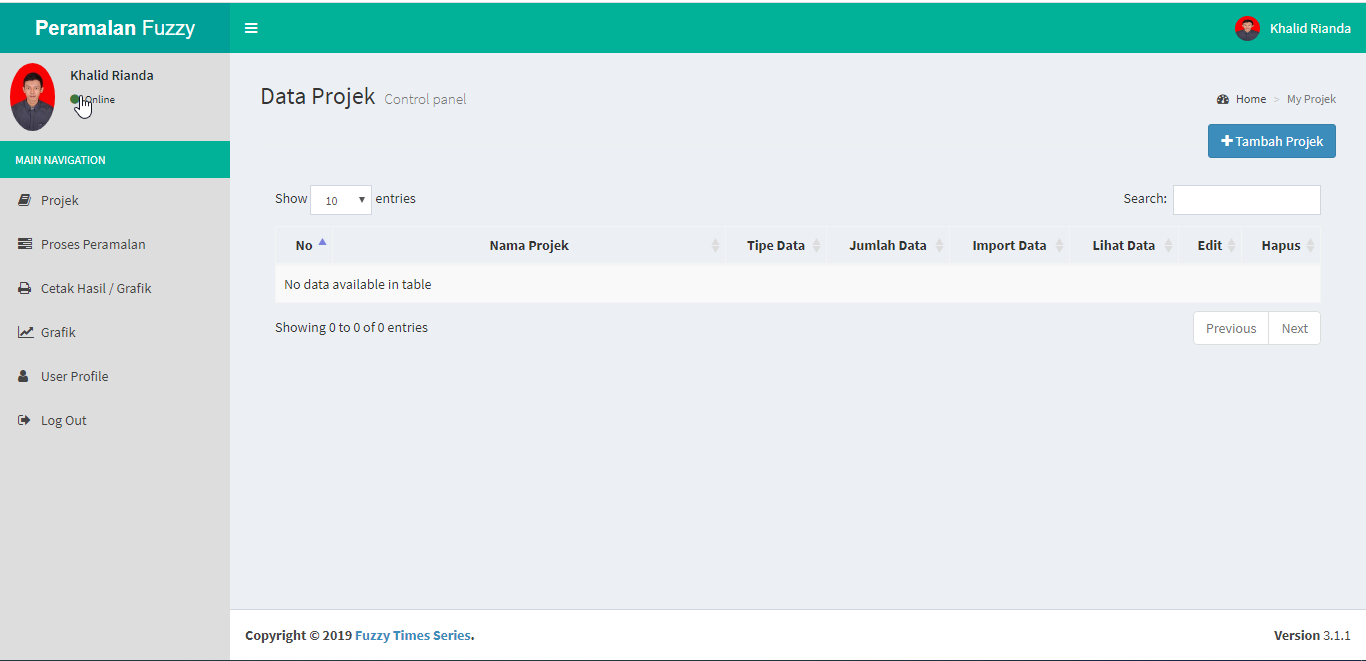 Peramalan Fuzzy
Khalid Rianda
Khalid Rianda
Online
MAIN NAVIGATION
Projek
Proses Peramalan
Cetak Hasil / Grafik
Grafik
User Profile
Log Out
Data Projek Control panel
Home > My Projek
Tambah Projek
Show 10 entries
Search:
No Nama Projek Tipe Data Jumlah Data Import Data Lihat Data Edit Hapus
No data available in table
Showing 0 to 0 of 0 entries
Previous Next
Copyright © 2019 Fuzzy Times Series.
Version 3.1.1